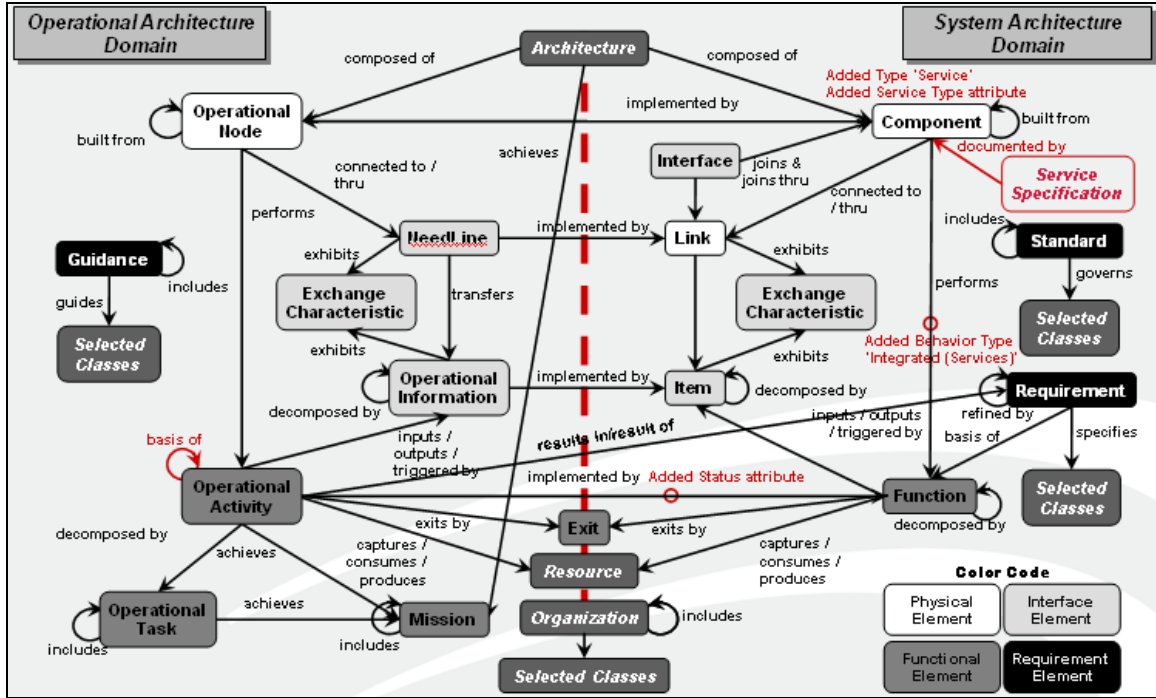 Operational Architecture
Domain
System Architecture
Domain
Architecture
composed of
composed of
Added Type 'Service'
Added Service Type attribute
Operational
Node
implemented by
Component
built from
built from
documented by
achieves
Interface
joins &
joins thru
connected to /
thru
connected to
/ thru
Service
Specification
performs
includes
NeedLine
implemented by
Link
Standard
Guidance
exhibits
exhibits
governs
includes
guides
Exchange
Characteristic
transfers
Exchange
Characteristic
performs
Selected
Classes
Selected
Classes
exhibits
exhibits
Added Behavior Type
'Integrated (Services)'
Operational
Information
implemented by
Item
decomposed by
Requirement
decomposed by
inputs / outputs
/ triggered by
refined by
basis of
inputs /
outputs /
triggered by
results in/result of
basis of
specifies
Operational
Activity
implemented by
Added Status attribute
Function
Selected
Classes
exits by
Exit
exits by
decomposed by
decomposed by
achieves
captures /
consumes /
produces
Resource
captures /
consumes /
produces
Color Code
Operational
Task
achieves
Mission
Organization
includes
includes
includes
Selected Classes
Physical
Element
Interface
Element
Functional
Element
Requirement
Element